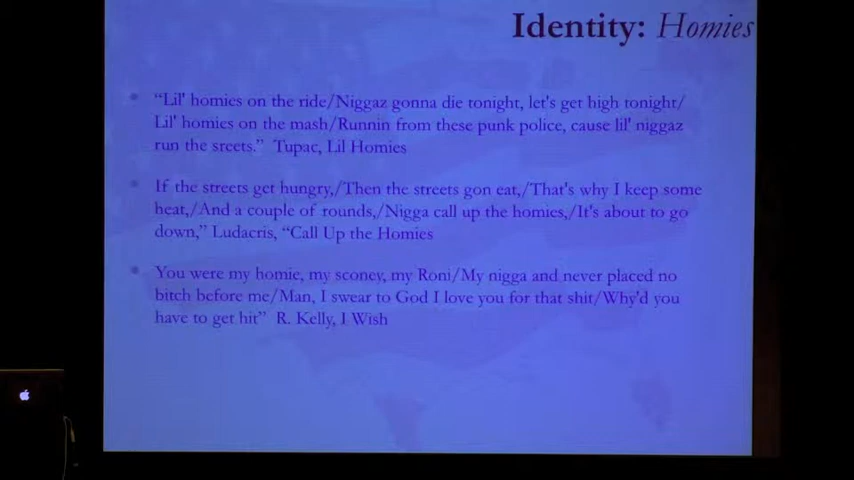 Identity: Homies
“Lil' homies on the ride/Niggaz gonna die tonight, let's get high tonight/
Lil' homies on the mash/Runnin from these punk police, cause lil' niggaz
run the sreets.” Tupac, Lil Homies
If the streets get hungry,/Then the streets gon eat,/That's why I keep some
heat,/And a couple of rounds,/Nigga call up the homies,/It's about to go
down,” Ludacris, “Call Up the Homies
You were my homie, my sconey, my Roni/My nigga and never placed no
bitch before me/Man, I swear to God I love you for that shit/Why'd you
have to get hit” R. Kelly, I Wish